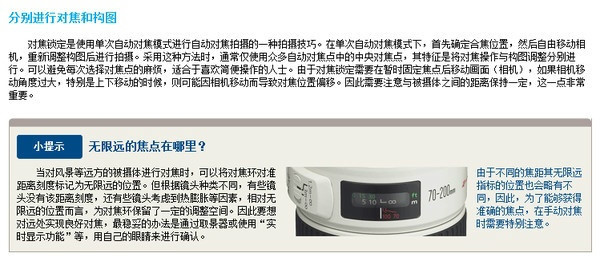 分别进行对焦和构图
对焦锁定是使用单次自动对焦模式进行自动对焦拍摄的一种拍摄技巧。在单次自动对焦模式下，首先确定合焦位置，然后自由移动相
机，重新调整构图后进行拍摄。采用这种方法时，通常仅使用众多自动对焦点中的中央对焦点，其特征是将对焦操作与构图调整分别进
行。可以避免每次选择对焦点的麻烦，适合于喜欢简便操作的人士。由于对焦锁定需要在暂时固定焦点后移动画面（相机），如果相机移
动角度过大，特别是上下移动的时候，则可能因相机移动而导致对焦位置偏移。因此需要注意与被摄体之间的距离保持一定，这一点非常
重要。
小提示
无限远的焦点在哪里？
当对风景等远方的被摄体进行对焦时，可以将对焦环对准
距离刻度标记为无限远的位置。但根据镜头种类不同，有些镜
头没有该距离刻度，还有些镜头考虑到热膨胀等因素，相对无
限远的位置而言，为对焦环保留了一定的调整空间。因此要想
对远处实现良好对焦，最稳妥的办法是通过取景器或使用“实
时显示功能”等，用自己的眼睛来进行确认。
ft
m
70-200mm
由于不同的焦距其无限远
指标的位置也会略有不
同，因此，为了能够获得
准确的焦点，在手动对焦
时需要特别注意。